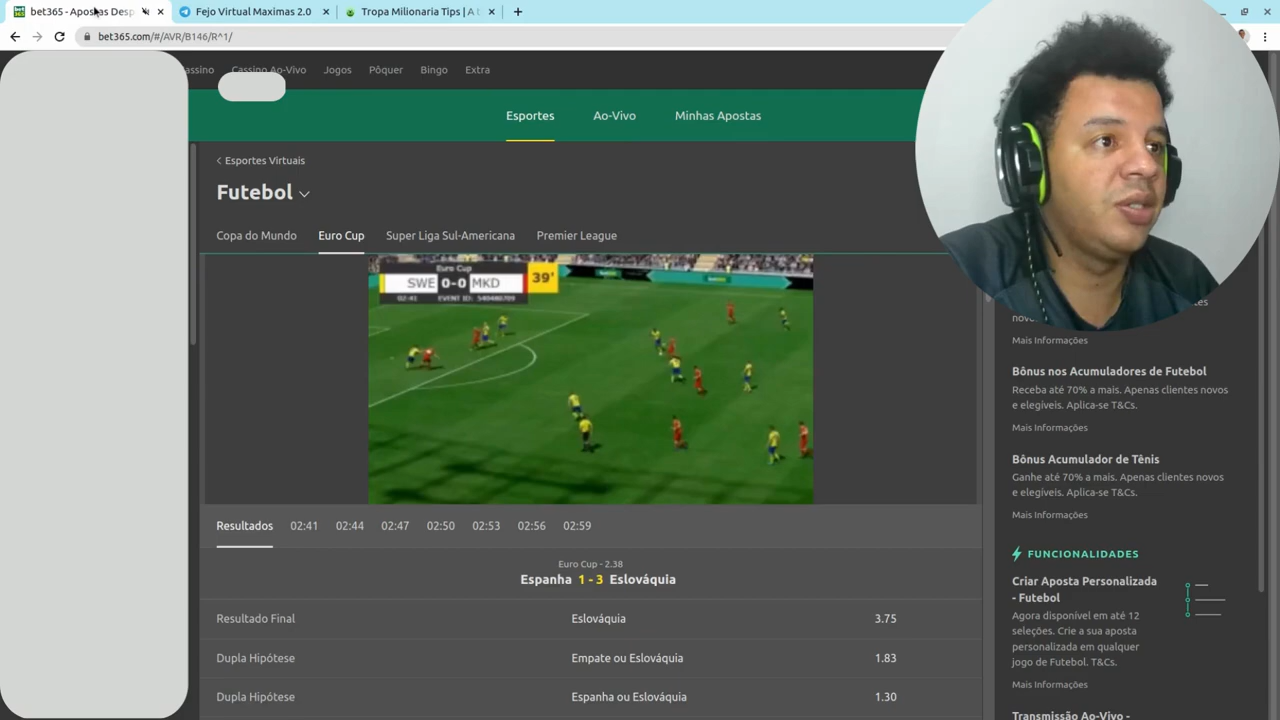 bet365 - Apostas Desp
Fejo Virtual Maximas 2.0
Tropa Milionaria Tips | A t
bet365.com/#/AVR/B146/R^1/
assino
Cassino Ao-Vivo
Jogos
Pôquer
Bingo
Extra
Esportes
Ao-Vivo
Minhas Apostas
Esportes Virtuais
Futebol
Copa do Mundo
Euro Cup
Super Liga Sul-Americana
Premier League
Euro Cup
SWE 0-0 MKD
39'
02:41
Resultados 02:41 02:44 02:47 02:50 02:53 02:56 02:59
Euro Cup - 2.38
Espanha 1 - 3 Eslováquia
Resultado Final Eslováquia 3.75
Dupla Hipótese Empate ou Eslováquia 1.83
Dupla Hipótese Espanha ou Eslováquia 1.30
Mais Informações
Bônus nos Acumuladores de Futebol
Receba até 70% a mais. Apenas clientes novos
e elegíveis. Aplica-se T&Cs.
Mais Informações
Bônus Acumulador de Tênis
Ganhe até 70% a mais. Apenas clientes novos
e elegíveis. Aplica-se T&Cs.
Mais Informações
FUNCIONALIDADES
Criar Aposta Personalizada
- Futebol
Agora disponível em até 12
seleções. Crie a sua aposta
personalizada em qualquer
jogo de Futebol. T&Cs.
Mais Informações
Transmissão Ao-Vivo -